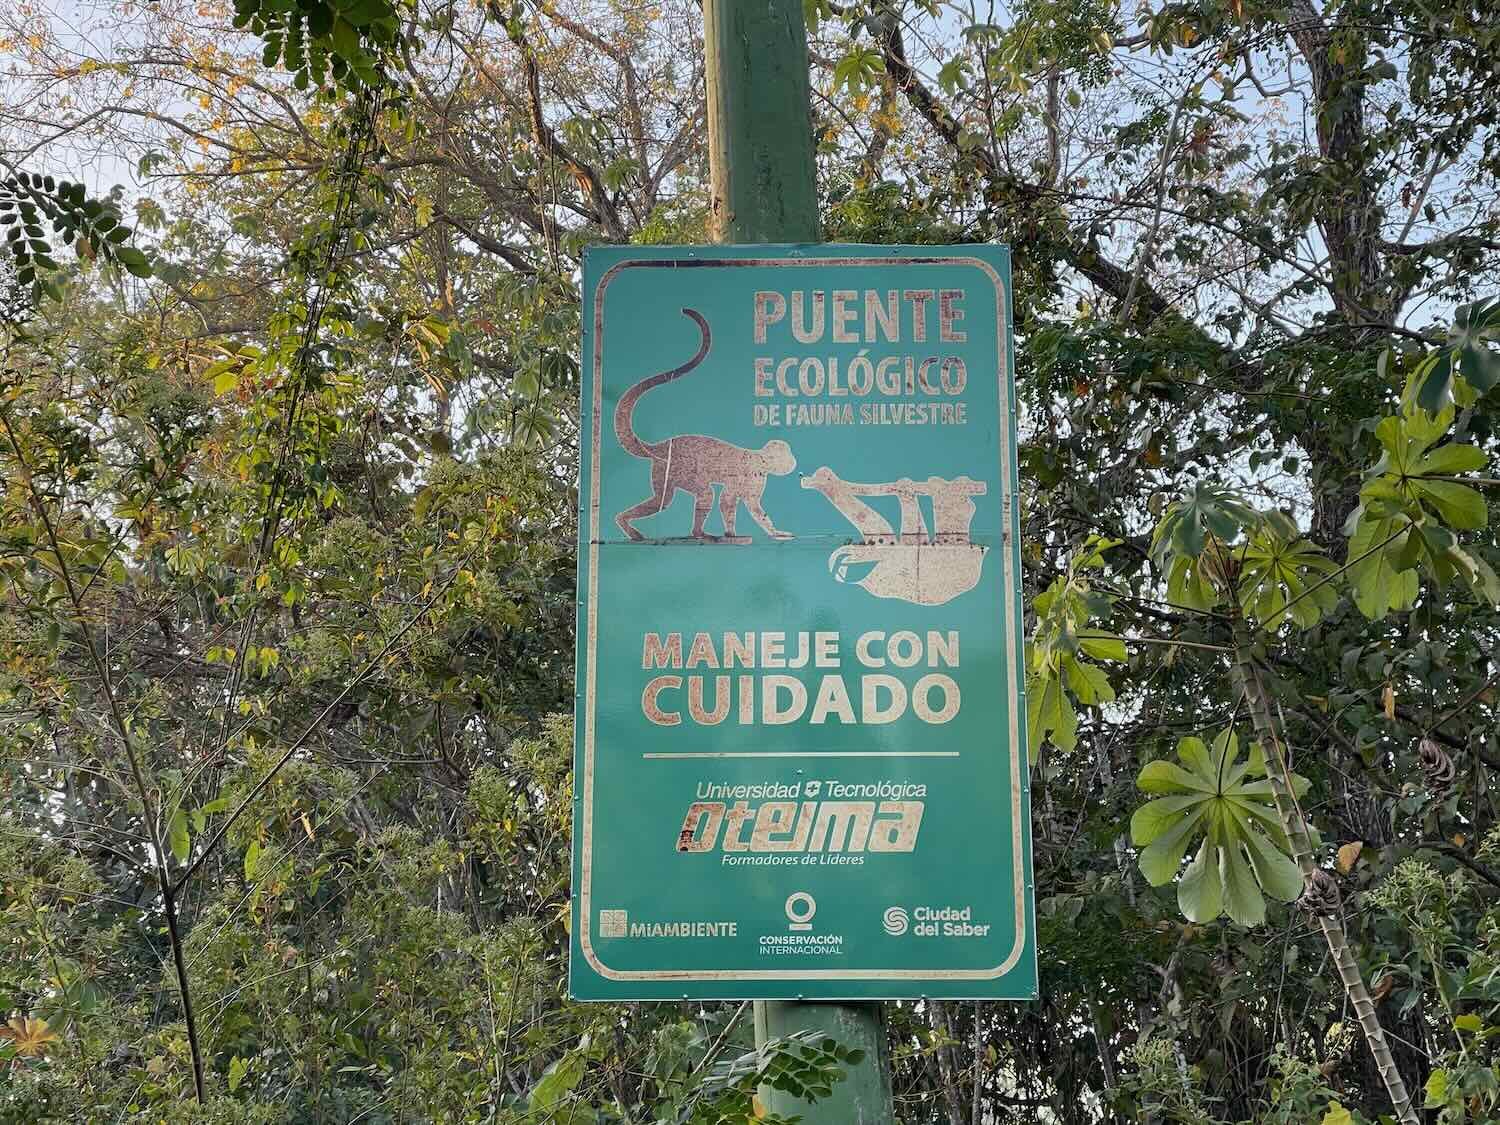 PUENTE
ECOLÓGICO
DE FAUNA SILVESTRE
MANEJE CON
CUIDADO
Universidad Tecnológica
oteima
Formadores de Líderes
MiAMBIENTE
CONSERVACIÓN
INTERNACIONAL
Ciudad
del Saber